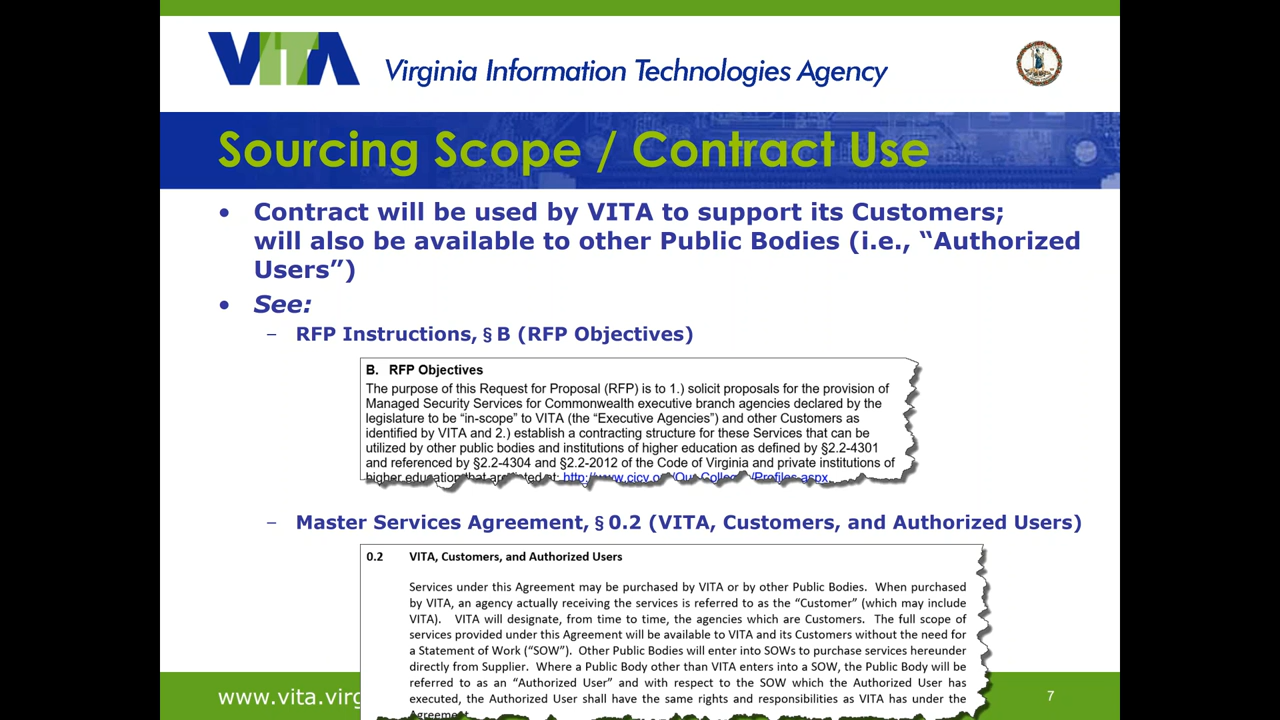 VITA
Virginia Information Technologies Agency
Sourcing Scope / Contract Use
• Contract will be used by VITA to support its Customers;
will also be available to other Public Bodies (i.e., “Authorized
Users”)
• See:
– RFP Instructions, § B (RFP Objectives)
B. RFP Objectives
The purpose of this Request for Proposal (RFP) is to 1.) solicit proposals for the provision of
Managed Security Services for Commonwealth executive branch agencies declared by the
legislature to be “in-scope” to VITA (the “Executive Agencies”) and other Customers as
identified by VITA and 2.) establish a contracting structure for these Services that can be
utilized by other public bodies and institutions of higher education as defined by §2.2-4301
and referenced by §2.2-4304 and §2.2-2012 of the Code of Virginia and private institutions of
higher education that are
– Master Services Agreement, § 0.2 (VITA, Customers, and Authorized Users)
0.2 VITA, Customers, and Authorized Users
Services under this Agreement may be purchased by VITA or by other Public Bodies. When purchased
by VITA, an agency actually receiving the services is referred to as the “Customer” (which may include
VITA). VITA will designate, from time to time, the agencies which are Customers. The full scope of
services provided under this Agreement will be available to VITA and its Customers without the need for
a Statement of Work (“SOW”). Other Public Bodies will enter into SOWs to purchase services hereunder
directly from Supplier. Where a Public Body other than VITA enters into a SOW, the Public Body will be
referred to as an “Authorized User” and with respect to the SOW which the Authorized User has
executed, the Authorized User shall have the same rights and responsibilities as VITA has under the
Agreement
www.vita.virg
7